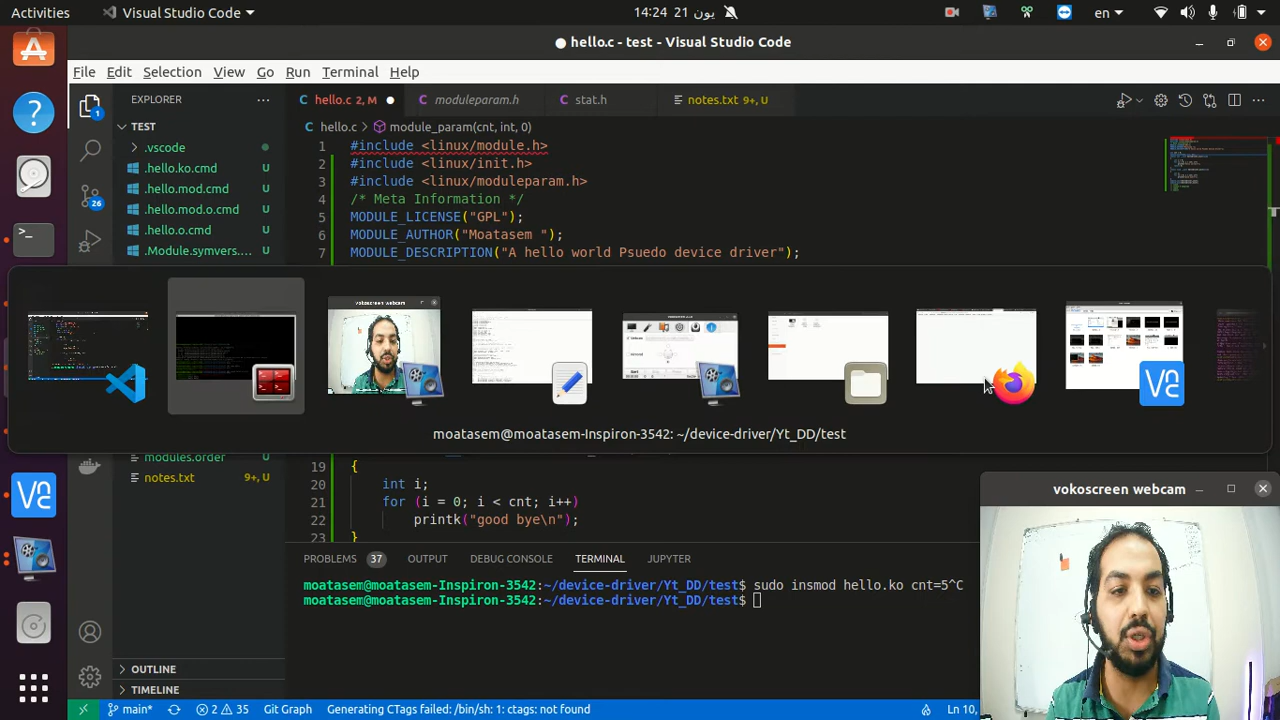 Activities
Visual Studio Code
14:24 21 يون
en
hello.c - test - Visual Studio Code
File Edit Selection View Go Run Terminal Help
EXPLORER
hello.c 2, M
moduleparam.h
stat.h
notes.txt 9+, U
TEST
hello.c > module_param(cnt, int, 0)
.vscode
.hello.ko.cmd U
.hello.mod.cmd U
.hello.mod.o.cmd U
.hello.o.cmd U
.Module.symvers.... U
1 #include <linux/module.h>
2 #include <linux/init.h>
3 #include <linux/moduleparam.h>
4 /* Meta Information */
5 MODULE_LICENSE("GPL");
6 MODULE_AUTHOR("Moatasem ");
7 MODULE_DESCRIPTION("A hello world Psuedo device driver");
1
26
vokoscreen webcam
moatasem@moatasem-Inspiron-3542: ~/device-driver/Yt_DD/test
modules.order U
notes.txt 9+, U
19 {
20 int i;
21 for (i = 0; i < cnt; i++)
22 printk("good bye\n");
23 }
PROBLEMS 37 OUTPUT DEBUG CONSOLE TERMINAL JUPYTER
moatasem@moatasem-Inspiron-3542:~/device-driver/Yt_DD/test$ sudo insmod hello.ko cnt=5^C
moatasem@moatasem-Inspiron-3542:~/device-driver/Yt_DD/test$
vokoscreen webcam
OUTLINE
TIMELINE
main* 2 35 Git Graph Generating CTags failed: /bin/sh: 1: ctags: not found
Ln 10,